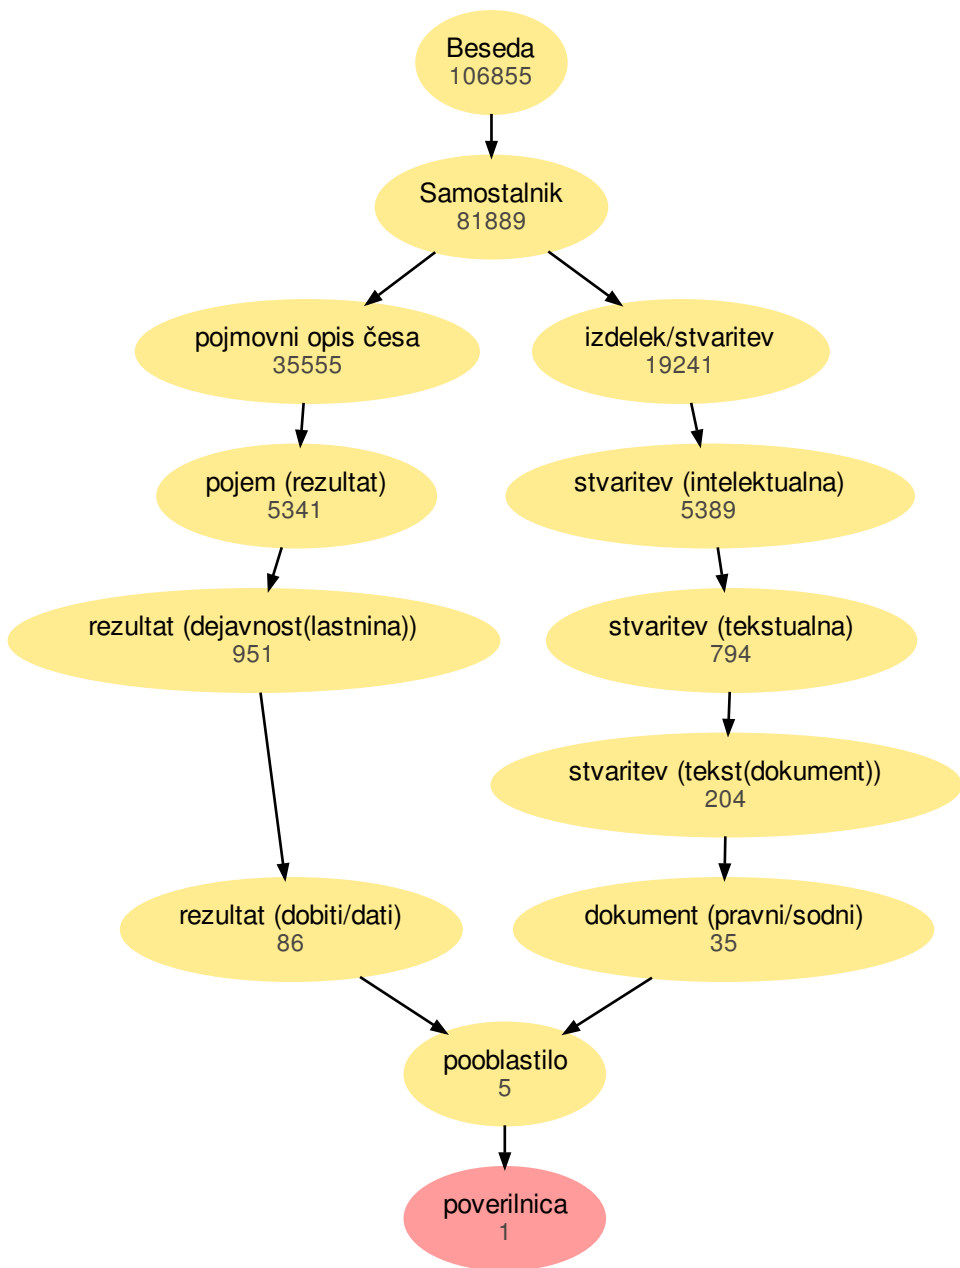 Beseda
106855
Samostalnik
81889
pojmovni opis česa
35555
izdelek/stvaritev
19241
pojem (rezultat)
5341
stvaritev (intelektualna)
5389
rezultat (dejavnost(lastnina))
951
stvaritev (tekstualna)
794
stvaritev (tekst(dokument))
204
rezultat (dobiti/dati)
86
dokument (pravni/sodni)
35
pooblastilo
5
poverilnica
1